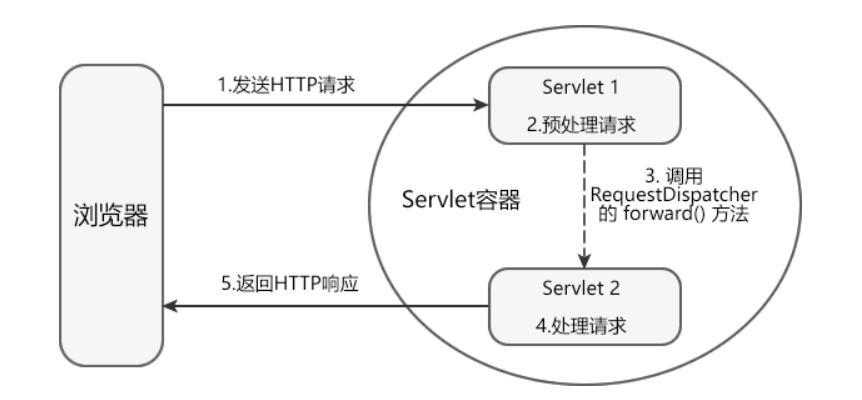 1.发送HTTP请求
Servlet 1
2.预处理请求
3. 调用
RequestDispatcher
的 forward() 方法
浏览器
Servlet容器
5.返回HTTP响应
Servlet 2
4.处理请求